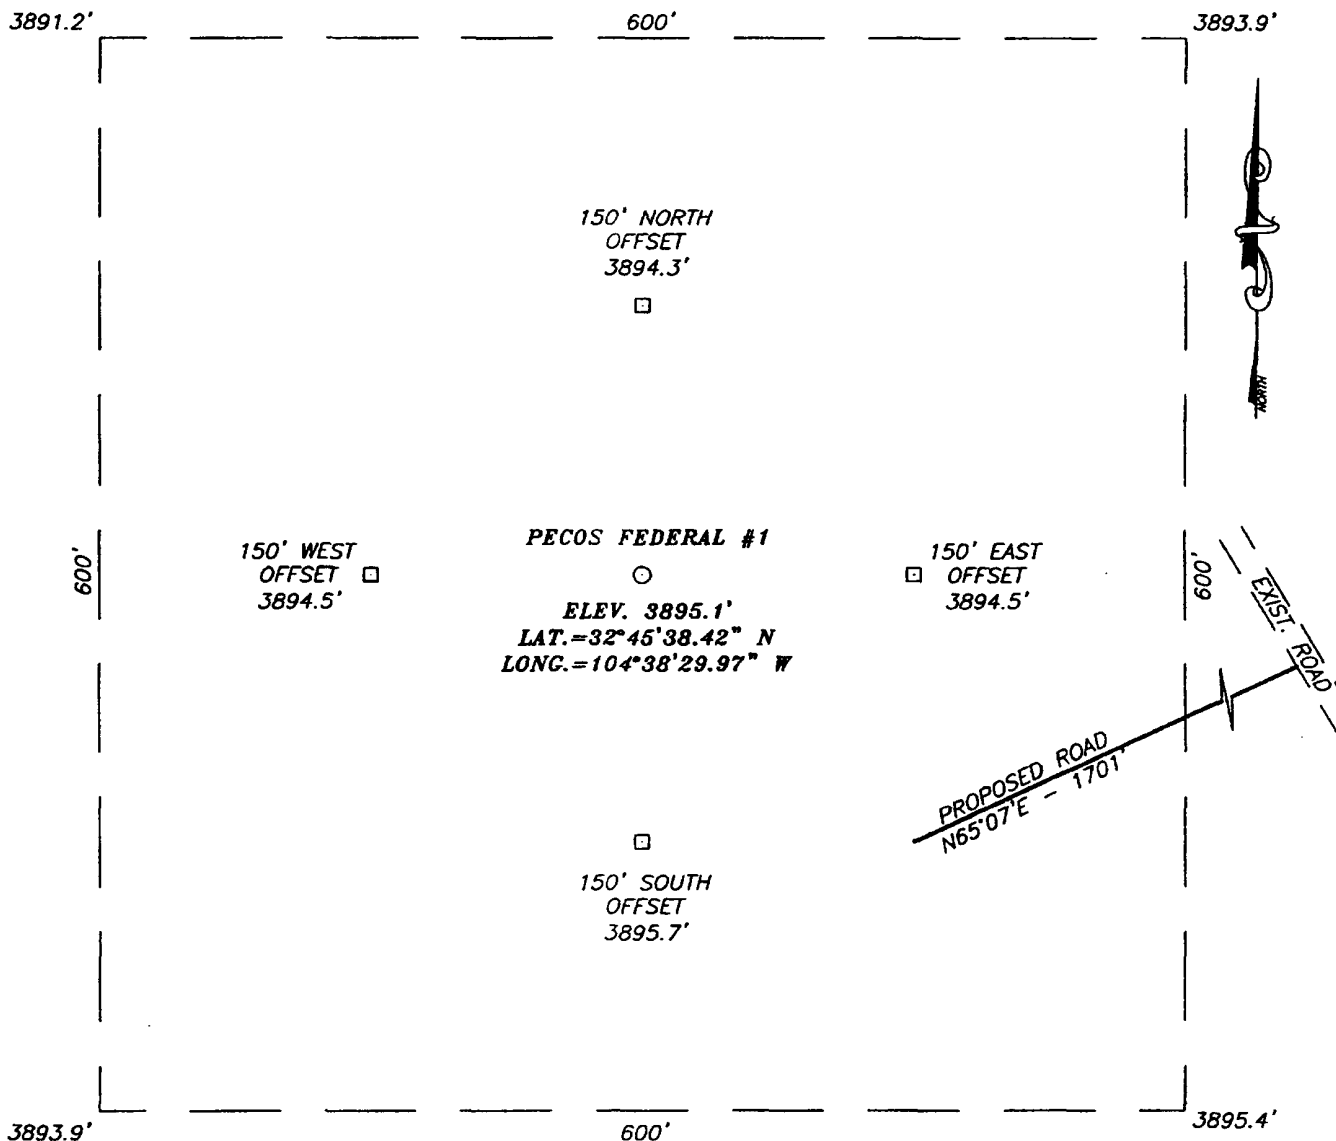 3891.2'
600'
3893.9'
150' NORTH
OFFSET
3894.3'
NORTH
PECOS FEDERAL #1
150' WEST
OFFSET
3894.5'
150' EAST
OFFSET
3894.5'
600'
600'
EXIST. ROAD
ELEV. 3895.1'
LAT.=32°45'38.42" N
LONG.=104°38'29.97" W
PROPOSED ROAD
N65°07'E - 1701'
150' SOUTH
OFFSET
3895.7'
3893.9'
600'
3895.4'